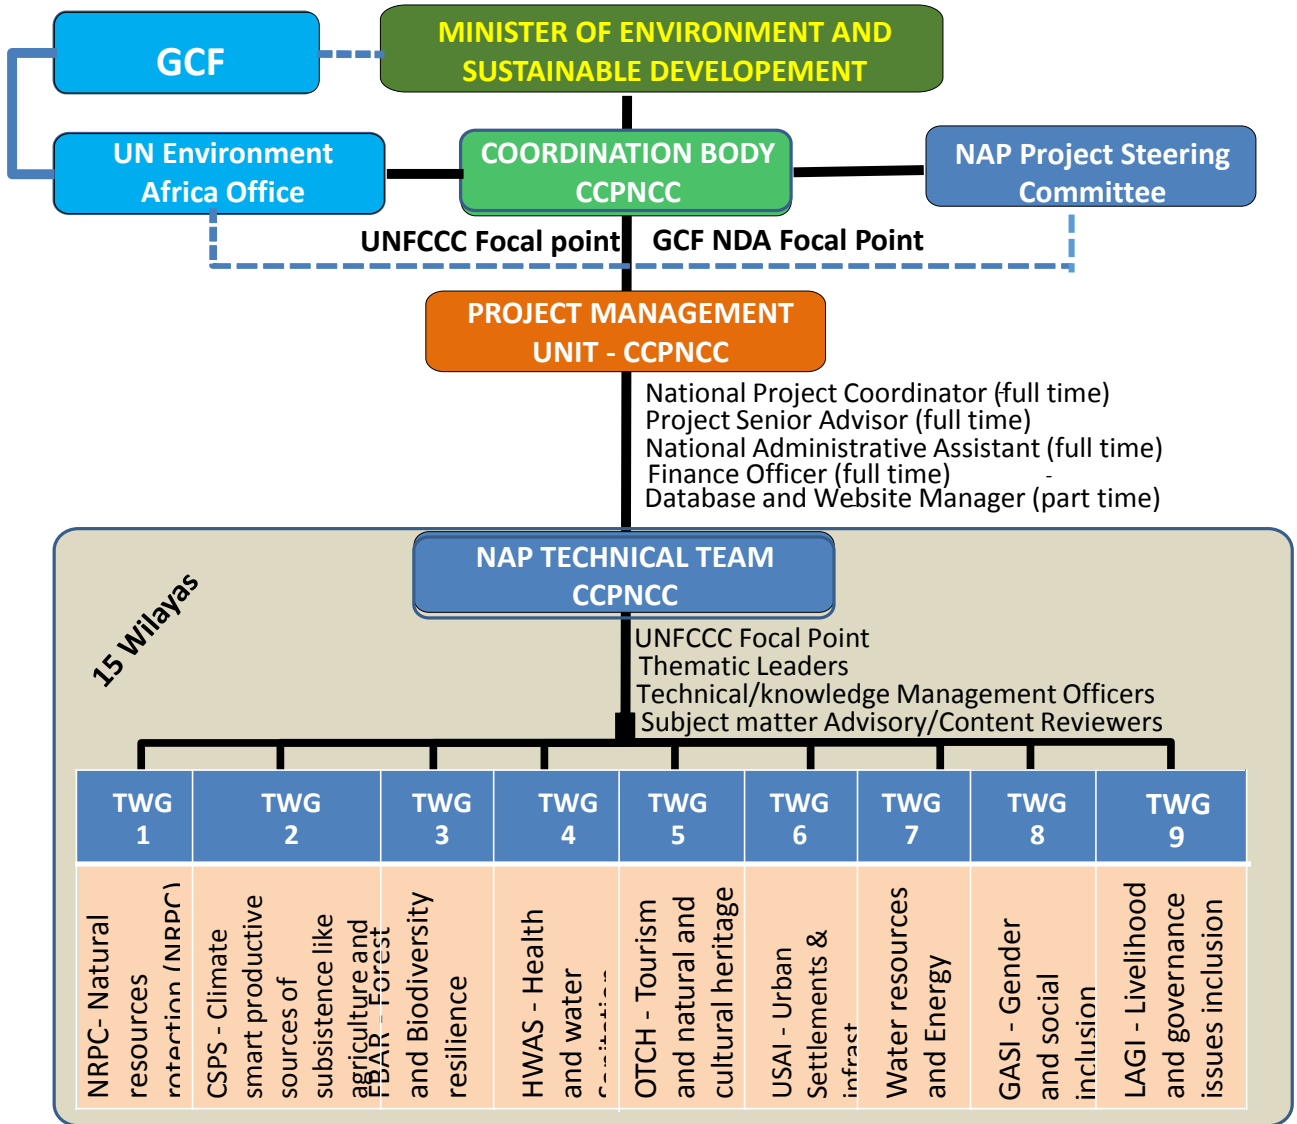 GCF
MINISTER OF ENVIRONMENT AND
SUSTAINABLE DEVELOPEMENT
UN Environment
Africa Office
COORDINATION BODY
CCPNCC
NAP Project Steering
Committee
UNFCCC Focal point
GCF NDA Focal Point
PROJECT MANAGEMENT
UNIT - CCPNCC
National Project Coordinator (full time)
Project Senior Advisor (full time)
National Administrative Assistant (full time)
Finance Officer (full time)
Database and Website Manager (part time)
15 Wilayas
NAP TECHNICAL TEAM
CCPNCC
UNFCCC Focal Point
Thematic Leaders
Technical/knowledge Management Officers
Subject matter Advisory/Content Reviewers
TWG
1
TWG
2
TWG
3
TWG
4
TWG
5
TWG
6
TWG
7
TWG
8
TWG
9
NRPC- Natural
resources
rotection (NRPC)
CSPS - Climate
smart productive
sources of
subsistence like
agriculture and
FBAR - Forest
and Biodiversity
resilience
HWAS - Health
and water
OTCH - Tourism
and natural and
cultural heritage
USAI - Urban
Settlements &
infrast
Water resources
and Energy
GASI - Gender
and social
inclusion
LAGI - Livelihood
and governance
issues inclusion